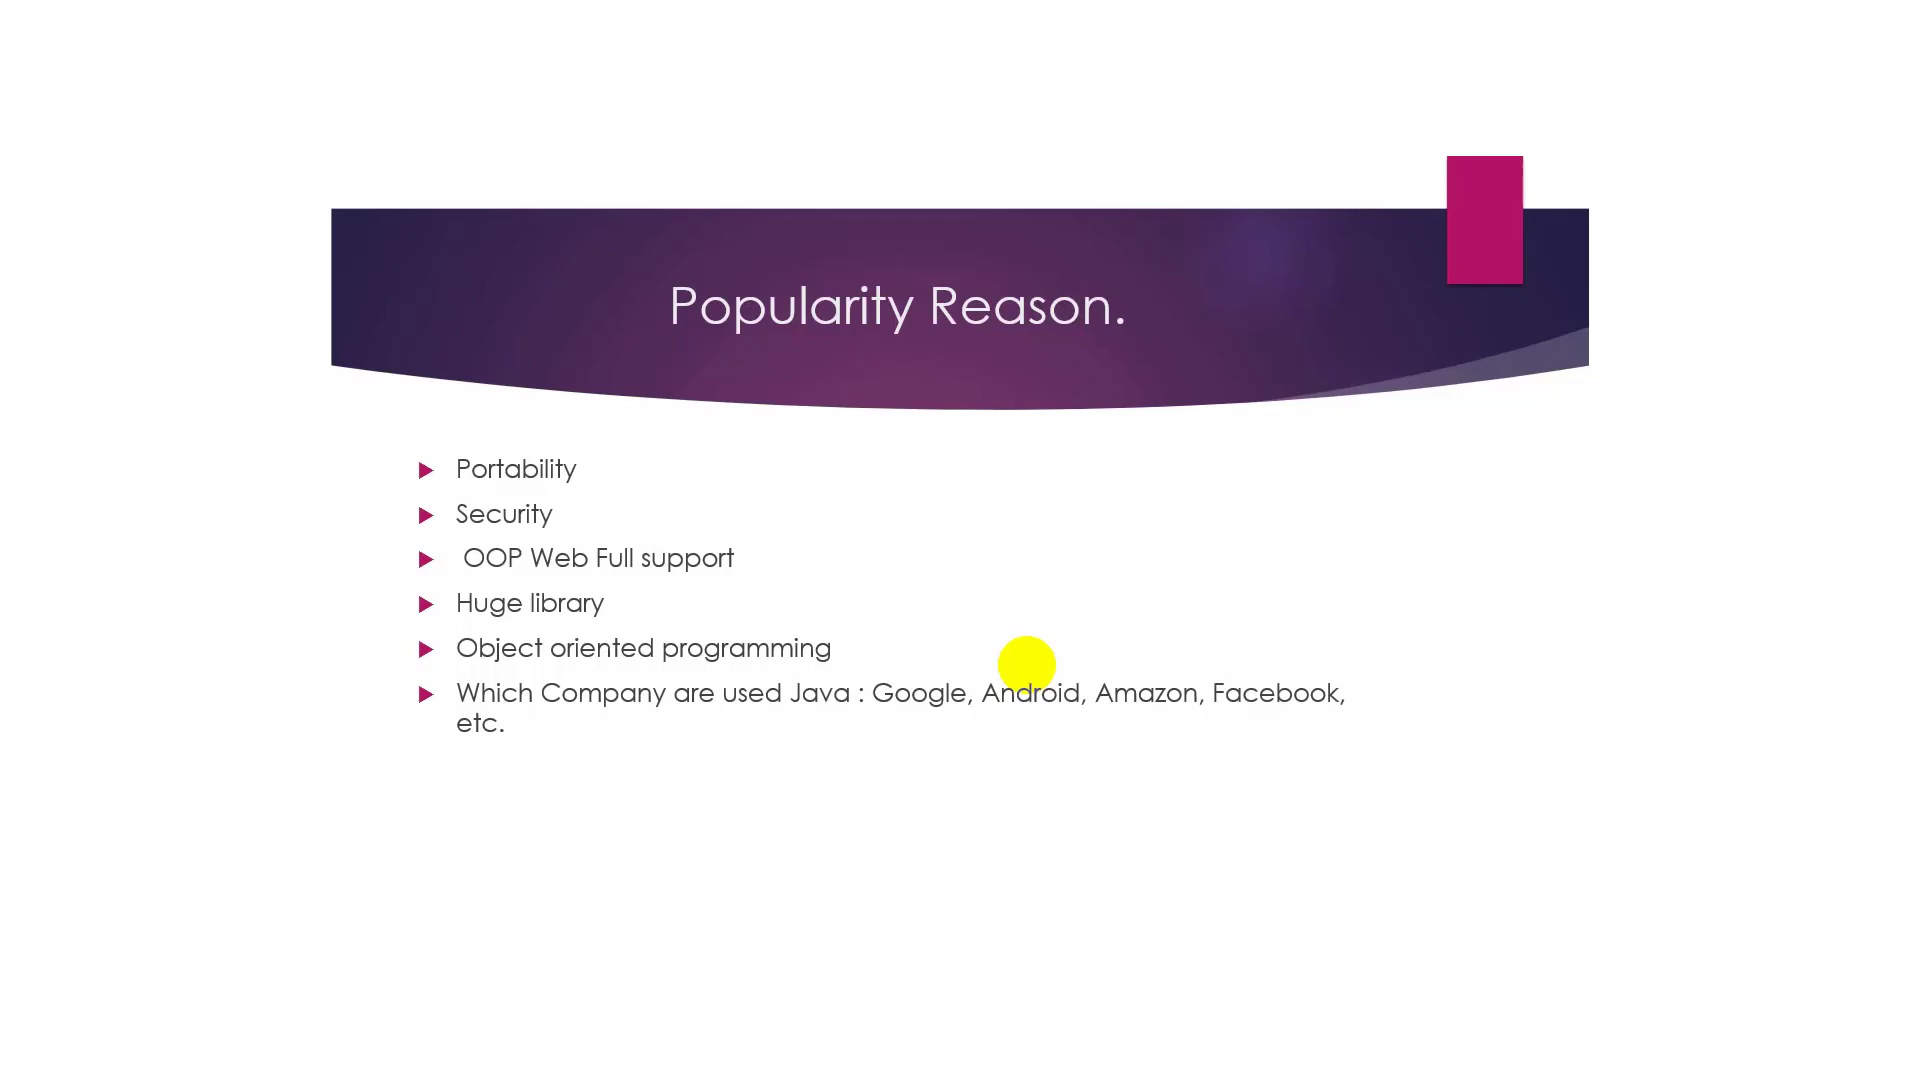 Popularity Reason.
Portability
Security
OOP Web Full support
Huge library
Object oriented programming
Which Company are used Java : Google, Android, Amazon, Facebook,
etc.